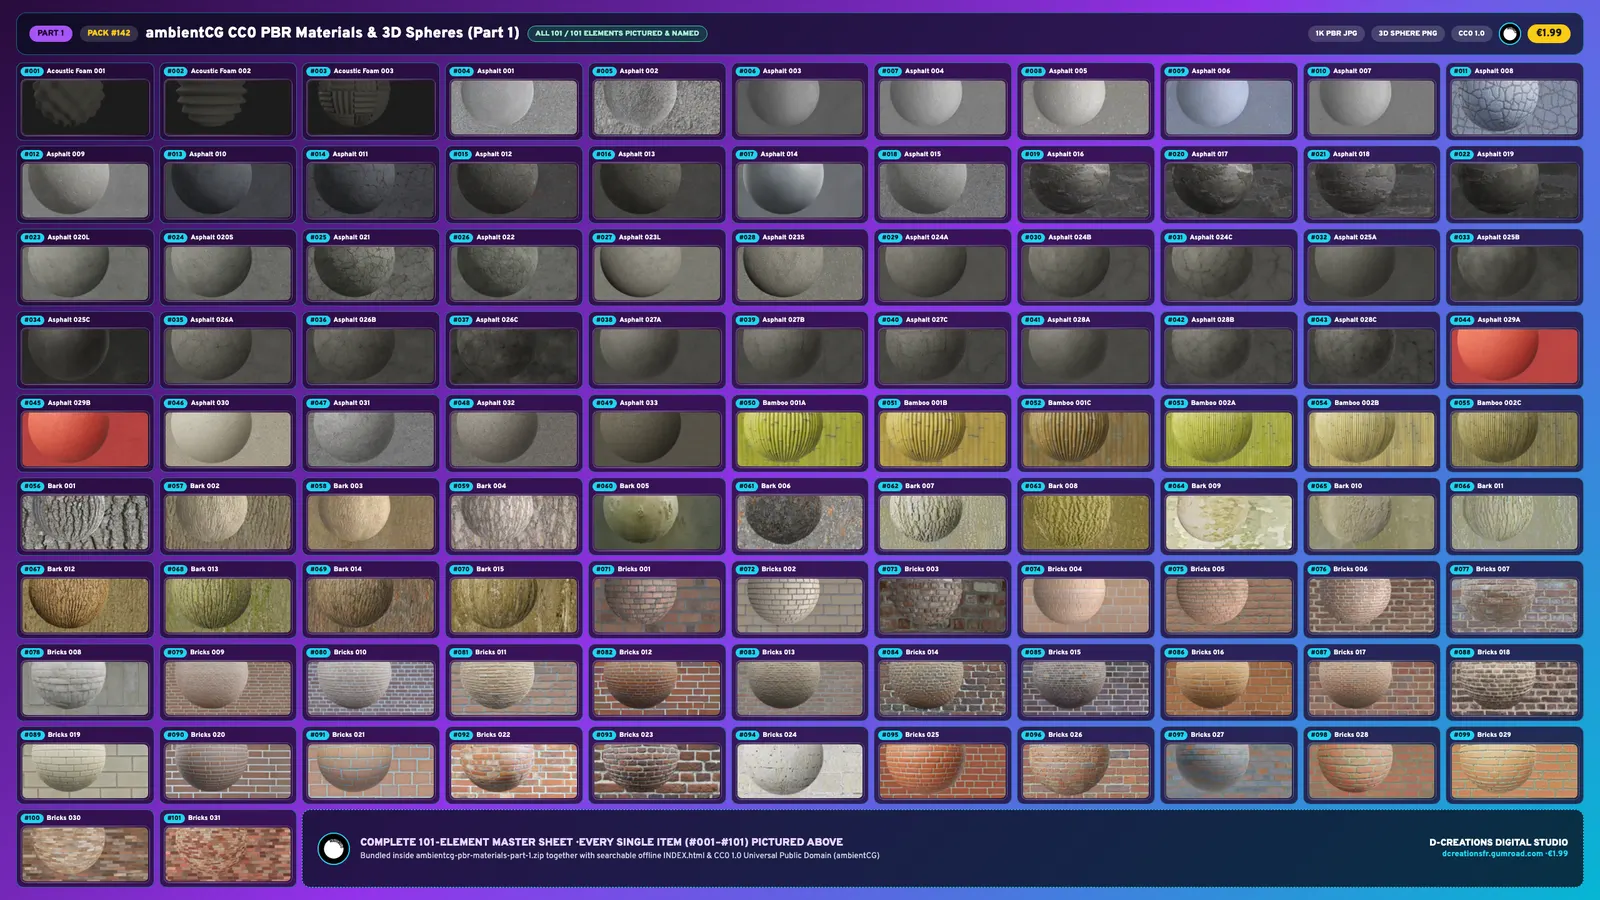 PART 1 PACK #142 ambientCG CC0 PBR Materials & 3D Spheres (Part 1) ALL 101 / 101 ELEMENTS PICTURED & NAMED 1K PBR JPG 3D SPHERE PNG CC0 1.0 €1.99
#001 Acoustic Foam 001 #002 Acoustic Foam 002 #003 Acoustic Foam 003 #004 Asphalt 001 #005 Asphalt 002 #006 Asphalt 003 #007 Asphalt 004 #008 Asphalt 005 #009 Asphalt 006 #010 Asphalt 007 #011 Asphalt 008
#012 Asphalt 009 #013 Asphalt 010 #014 Asphalt 011 #015 Asphalt 012 #016 Asphalt 013 #017 Asphalt 014 #018 Asphalt 015 #019 Asphalt 016 #020 Asphalt 017 #021 Asphalt 018 #022 Asphalt 019
#023 Asphalt 020L #024 Asphalt 020S #025 Asphalt 021 #026 Asphalt 022 #027 Asphalt 023L #028 Asphalt 023S #029 Asphalt 024A #030 Asphalt 024B #031 Asphalt 024C #032 Asphalt 025A #033 Asphalt 025B
#034 Asphalt 025C #035 Asphalt 026A #036 Asphalt 026B #037 Asphalt 026C #038 Asphalt 027A #039 Asphalt 027B #040 Asphalt 027C #041 Asphalt 028A #042 Asphalt 028B #043 Asphalt 028C #044 Asphalt 029A
#045 Asphalt 029B #046 Asphalt 030 #047 Asphalt 031 #048 Asphalt 032 #049 Asphalt 033 #050 Bamboo 001A #051 Bamboo 001B #052 Bamboo 001C #053 Bamboo 002A #054 Bamboo 002B #055 Bamboo 002C
#056 Bark 001 #057 Bark 002 #058 Bark 003 #059 Bark 004 #060 Bark 005 #061 Bark 006 #062 Bark 007 #063 Bark 008 #064 Bark 009 #065 Bark 010 #066 Bark 011
#067 Bark 012 #068 Bark 013 #069 Bark 014 #070 Bark 015 #071 Bricks 001 #072 Bricks 002 #073 Bricks 003 #074 Bricks 004 #075 Bricks 005 #076 Bricks 006 #077 Bricks 007
#078 Bricks 008 #079 Bricks 009 #080 Bricks 010 #081 Bricks 011 #082 Bricks 012 #083 Bricks 013 #084 Bricks 014 #085 Bricks 015 #086 Bricks 016 #087 Bricks 017 #088 Bricks 018
#089 Bricks 019 #090 Bricks 020 #091 Bricks 021 #092 Bricks 022 #093 Bricks 023 #094 Bricks 024 #095 Bricks 025 #096 Bricks 026 #097 Bricks 027 #098 Bricks 028 #099 Bricks 029
#100 Bricks 030 #101 Bricks 031
COMPLETE 101-ELEMENT MASTER SHEET · EVERY SINGLE ITEM (#001–#101) PICTURED ABOVE
Bundled inside ambientcg-pbr-materials-part-1.zip together with searchable offline INDEX.html & CC0 1.0 Universal Public Domain (ambientCG)
D-CREATIONS DIGITAL STUDIO
dcreationsfr.gumroad.com · €1.99